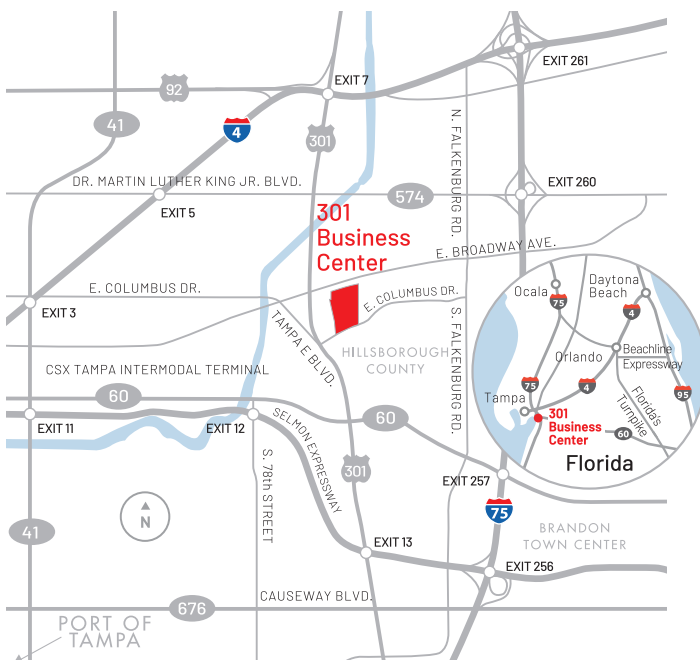 EXIT 7
EXIT 261
92
41
4
301
N. FALKENBURG RD.
DR. MARTIN LUTHER KING JR. BLVD.
574
EXIT 260
EXIT 5
301
Business
Center
E. BROADWAY AVE.
E. COLUMBUS DR.
E. COLUMBUS DR.
EXIT 3
TAMPA E BLVD.
HILLSBOROUGH
COUNTY
S. FALKENBURG RD.
CSX TAMPA INTERMODAL TERMINAL
60
60
EXIT 11
EXIT 12
SELMON EXPRESSWAY
S. 78th STREET
301
EXIT 257
75
N
41
BRANDON
TOWN CENTER
EXIT 13
EXIT 256
CAUSEWAY BLVD.
676
PORT OF
TAMPA
Ocala
75
Daytona
Beach
4
Orlando
Beachline
Expressway
75
4
95
Tampa
Florida's
Turnpike
301
Business
Center
60
Florida